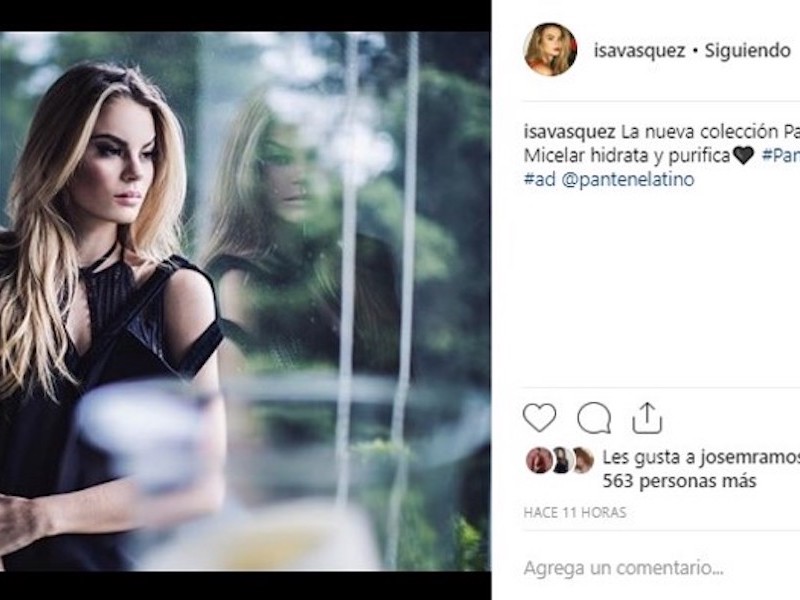 isavasquez • Siguiendo
isavasquez La nueva colección Pa
Micelar hidrata y purifica🖤 #Pan
#ad @pantenelatino
Les gusta a josemramos
563 personas más
HACE 11 HORAS
Agrega un comentario...